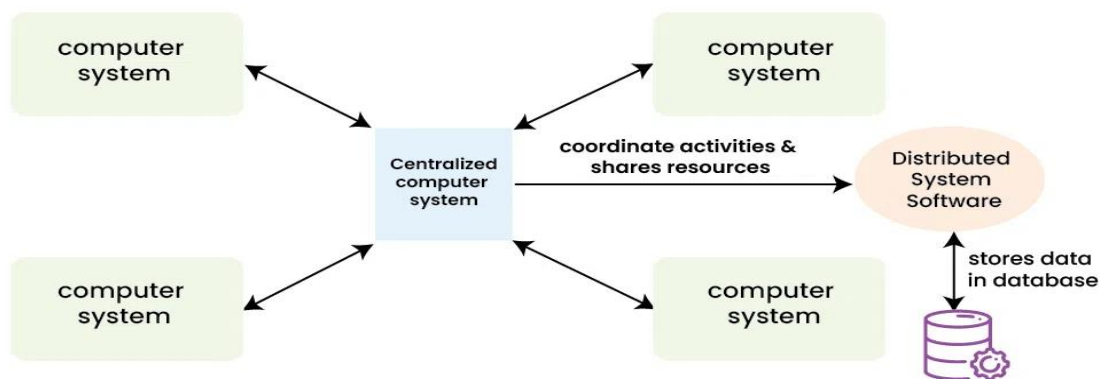 computer
system
computer
system
Centralized
computer
system
coordinate activities &
shares resources
Distributed
System
Software
computer
system
computer
system
stores data
in database